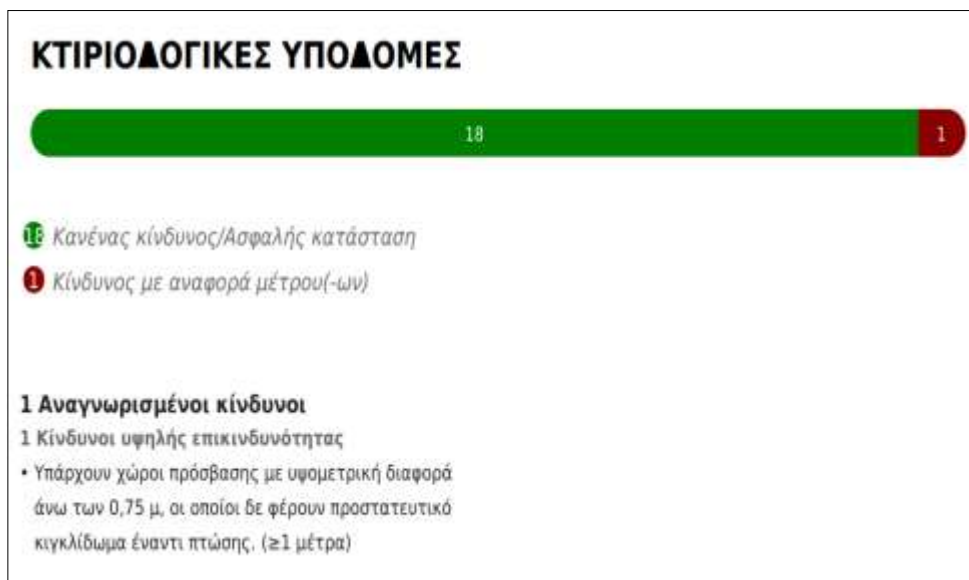 ΚΤΙΡΙΟΛΟΓΙΚΕΣ ΥΠΟΔΟΜΕΣ
18 1
18 Κανένας κίνδυνος/Ασφαλής κατάσταση
1 Κίνδυνος με αναφορά μέτρου(-ων)
1 Αναγνωρισμένοι κίνδυνοι
1 Κίνδυνοι υψηλής επικινδυνότητας
• Υπάρχουν χώροι πρόσβασης με υψομετρική διαφορά
άνω των 0,75 μ, οι οποίοι δε φέρουν προστατευτικό
κιγκλίδωμα έναντι πτώσης. (≥1 μέτρα)